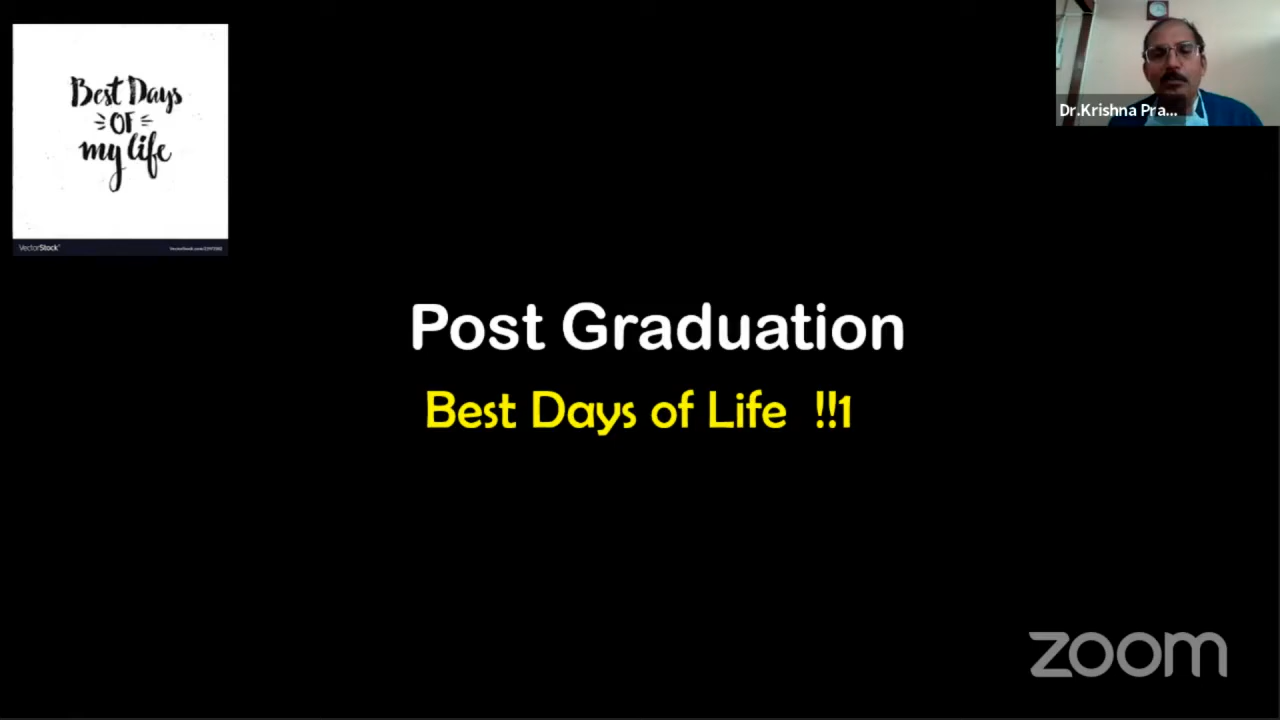 Best Days
OF
my life
VectorStock
Dr.Krishna Pra...
Post Graduation
Best Days of Life !!1
zoom